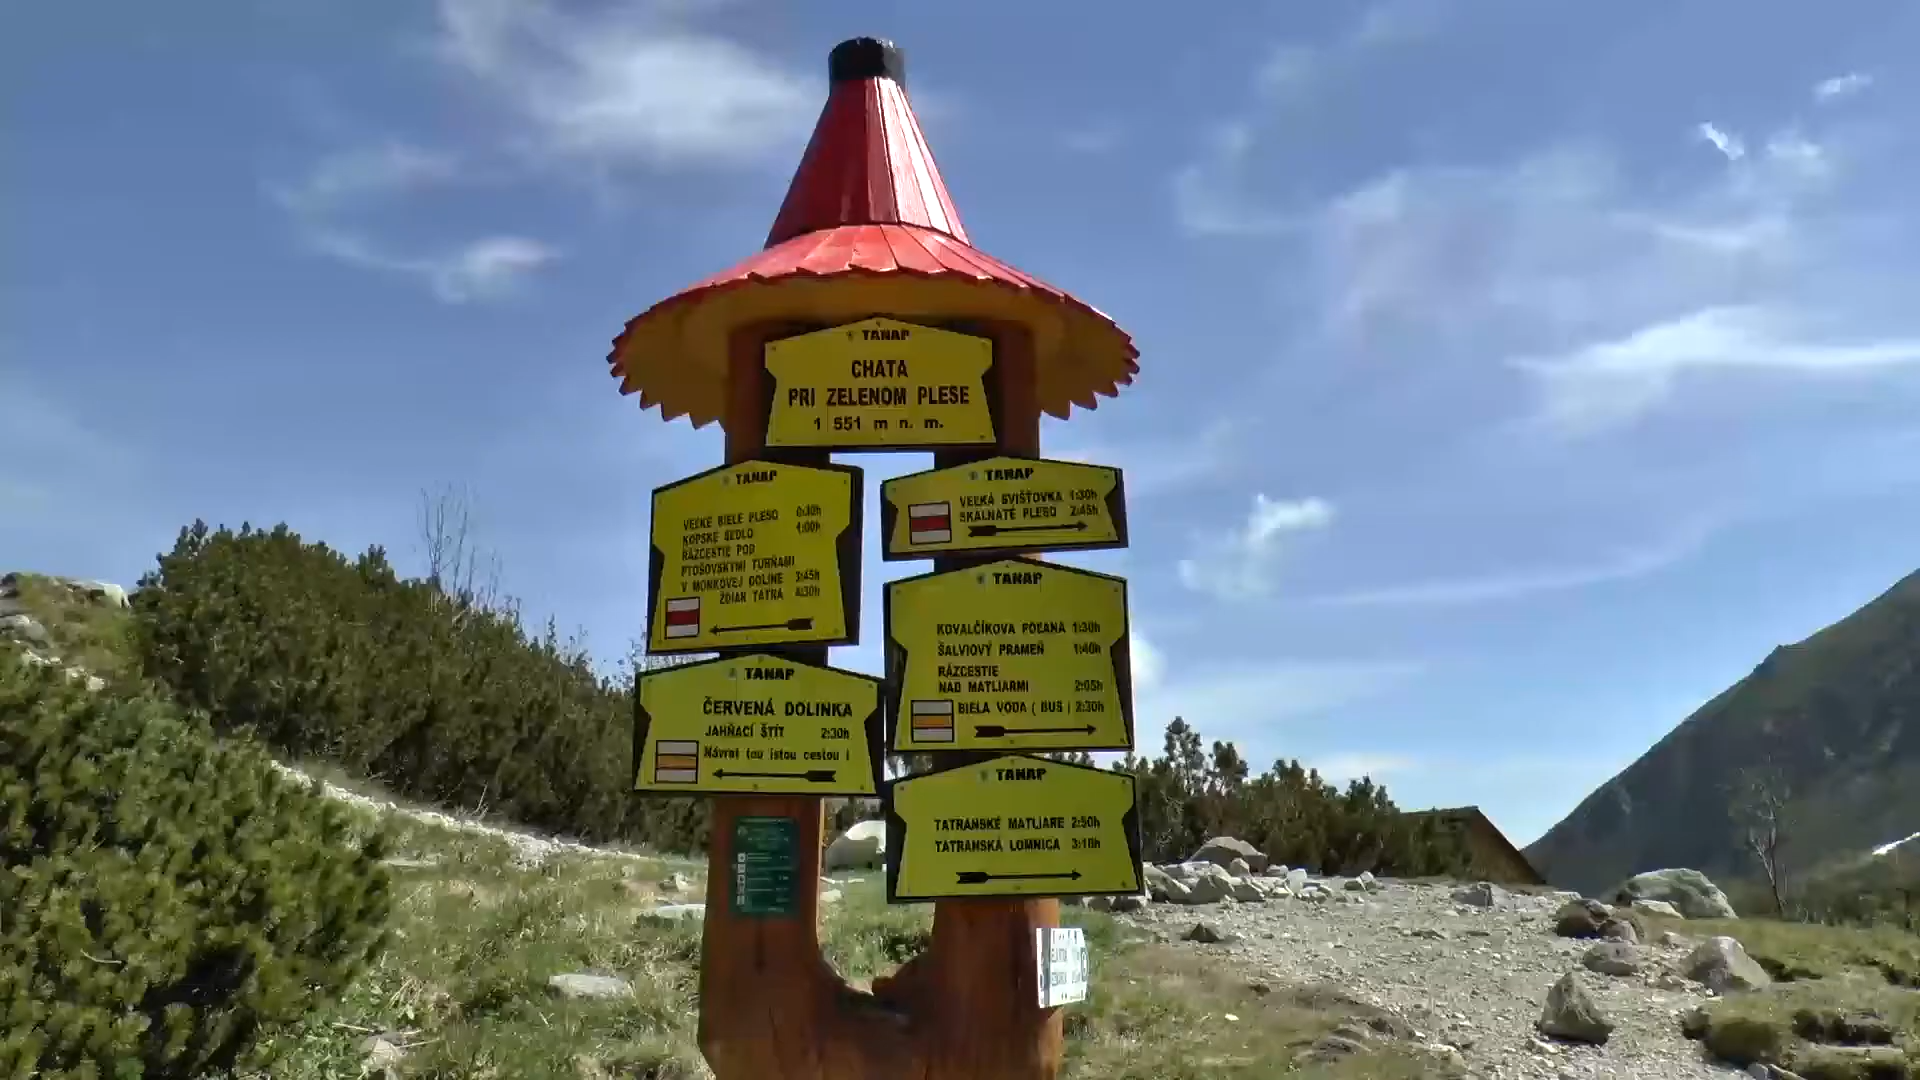 TANAP
CHATA
PRI ZELENOM PLESE
1 551 m n. m.
TANAP
VEĽKÉ BIELE PLESO 0:30h
KOPSKÉ SEDLO 1:00h
RÁZCESTIE POD
PTOŠOVSKÝMI TURŇAMI
V MONKOVEJ DOLINE 3:45h
ŽDIAR TATRA 4:30h
TANAP
ČERVENÁ DOLINKA
JAHŇACÍ ŠTÍT 2:30h
Návrat tou istou cestou !
TANAP
VEĽKÁ SVIŠŤOVKA 1:30h
SKALNATÉ PLESO 2:45h
TANAP
KOVALČÍKOVA POĽANA 1:30h
ŠALVIOVÝ PRAMEŇ 1:40h
RÁZCESTIE
NAD MATLIARMI 2:05h
BIELA VODA ( BUS ) 2:30h
TANAP
TATRANSKÉ MATLIARE 2:50h
TATRANSKÁ LOMNICA 3:10h